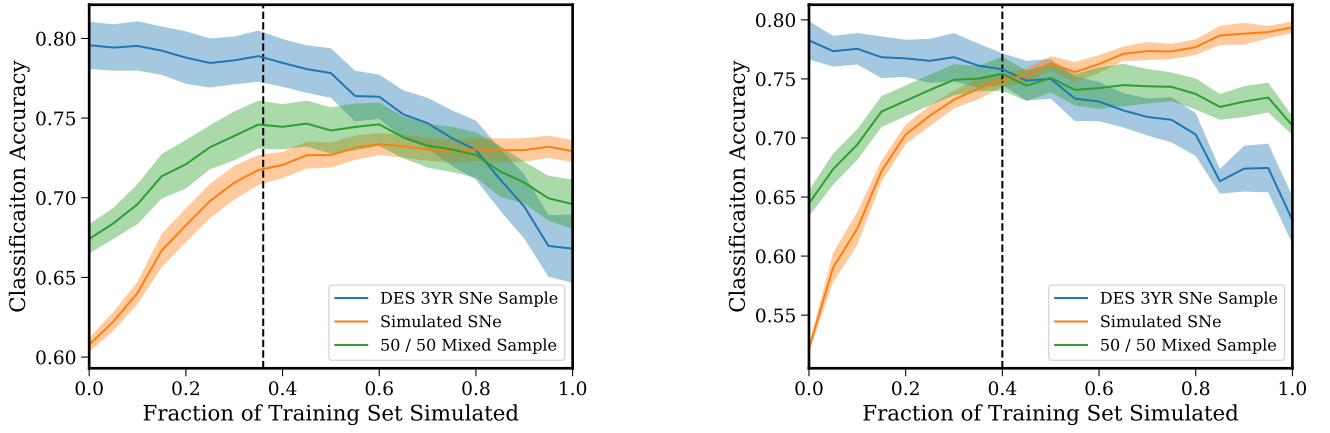 0.80
0.75
0.70
0.65
0.60
Classificaiton Accuracy
DES 3YR SNe Sample
Simulated SNe
50 / 50 Mixed Sample
0.0 0.2 0.4 0.6 0.8 1.0
Fraction of Training Set Simulated
0.80
0.75
0.70
0.65
0.60
0.55
Classificaiton Accuracy
DES 3YR SNe Sample
Simulated SNe
50 / 50 Mixed Sample
0.0 0.2 0.4 0.6 0.8 1.0
Fraction of Training Set Simulated